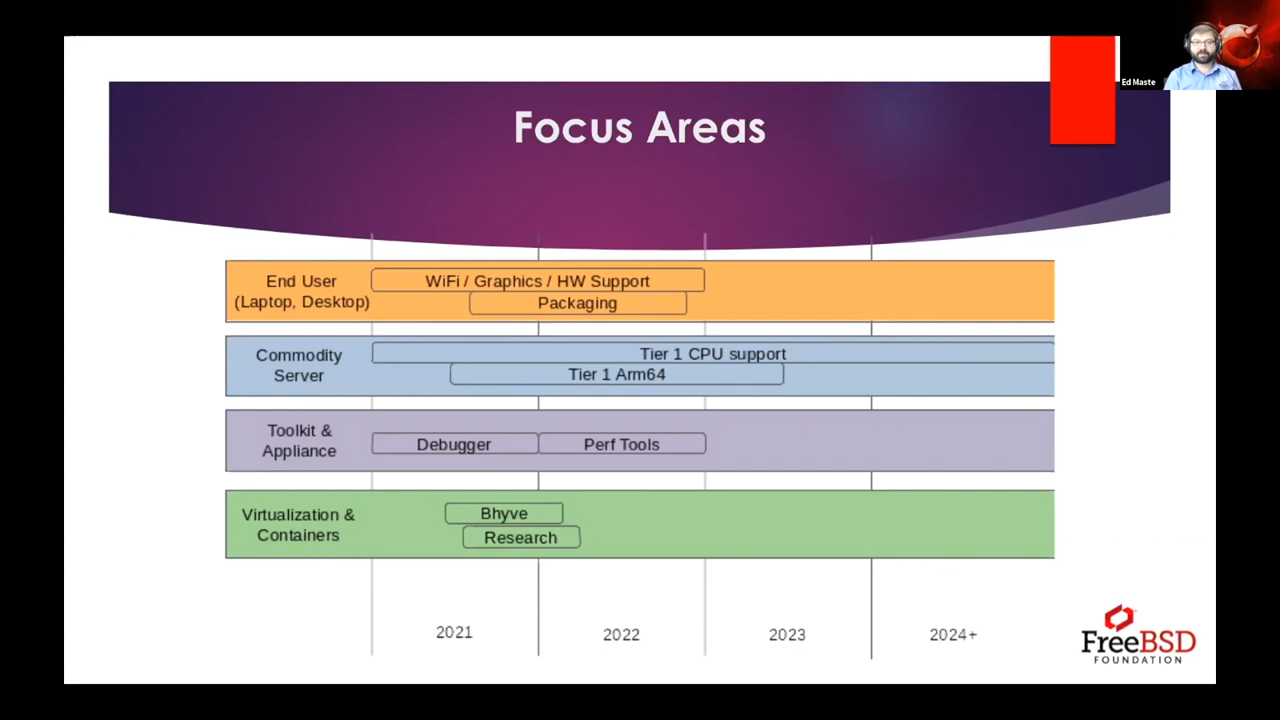 Ed Maste
Focus Areas
End User
(Laptop, Desktop)
WiFi / Graphics / HW Support
Packaging
Commodity
Server
Tier 1 CPU support
Tier 1 Arm64
Toolkit &
Appliance
Debugger
Perf Tools
Virtualization &
Containers
Bhyve
Research
2021
2022
2023
2024+
FreeBSD
FOUNDATION